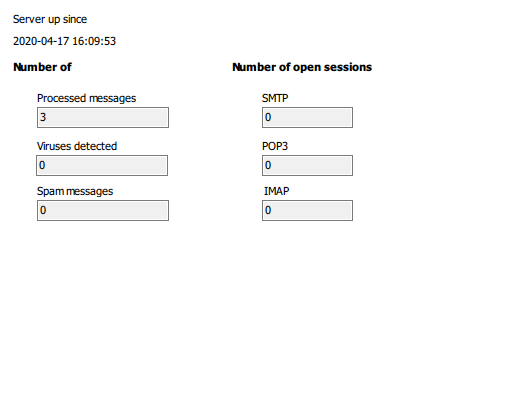 Server up since
2020-04-17 16:09:53
Number of
Number of open sessions
Processed messages
3
SMTP
0
Viruses detected
0
POP3
0
Spam messages
0
IMAP
0